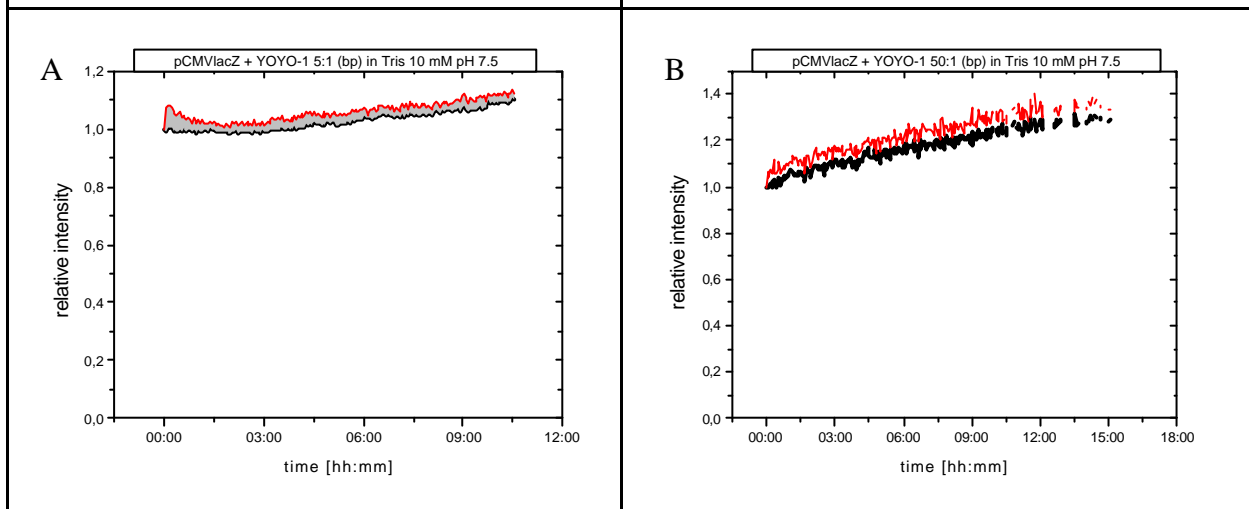 A
pCMVlacZ + YOYO-1 5:1 (bp) in Tris 10 mM pH 7.5
1,2
1,0
0,8
0,6
0,4
0,2
0,0
relative intensity
00:00 03:00 06:00 09:00 12:00
time [hh:mm]
B
pCMVlacZ + YOYO-1 50:1 (bp) in Tris 10 mM pH 7.5
1,4
1,2
1,0
0,8
0,6
0,4
0,2
0,0
relative intensity
00:00 03:00 06:00 09:00 12:00 15:00 18:00
time [hh:mm]